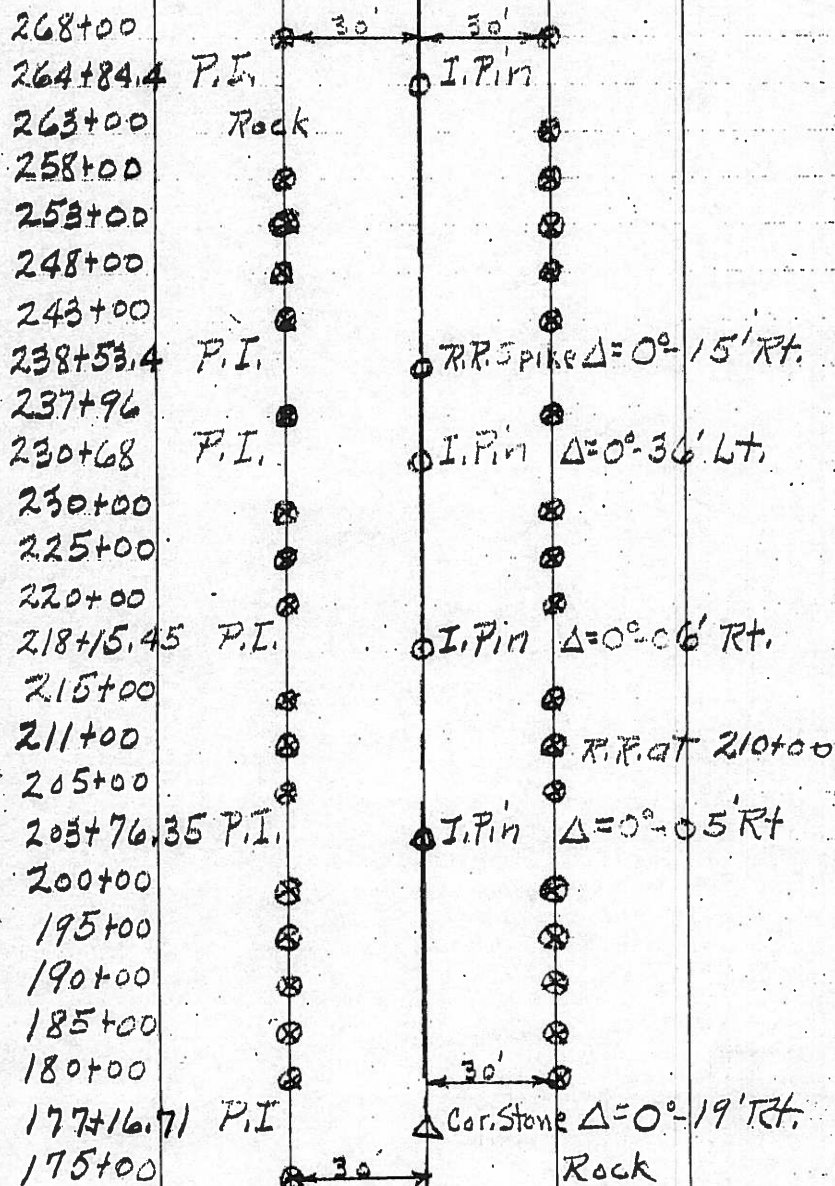 268+00 30' 30'
264+84.4 P.I. I.Pin
263+00 Rock
258+00
253+00
248+00
243+00
238+53.4 P.I. R.R.Spike Δ=0°-15' Rt.
237+96
230+68 P.I. I.Pin Δ=0°-36' Lt.
230+00
225+00
220+00
218+15.45 P.I. I.Pin Δ=0°-06' Rt.
215+00
211+00 R.R. at 210+00
205+00
203+76.35 P.I. I.Pin Δ=0°-05' Rt
200+00
195+00
190+00
185+00
180+00 30'
177+16.71 P.I Cor.Stone Δ=0°-19' Rt.
175+00 30' Rock